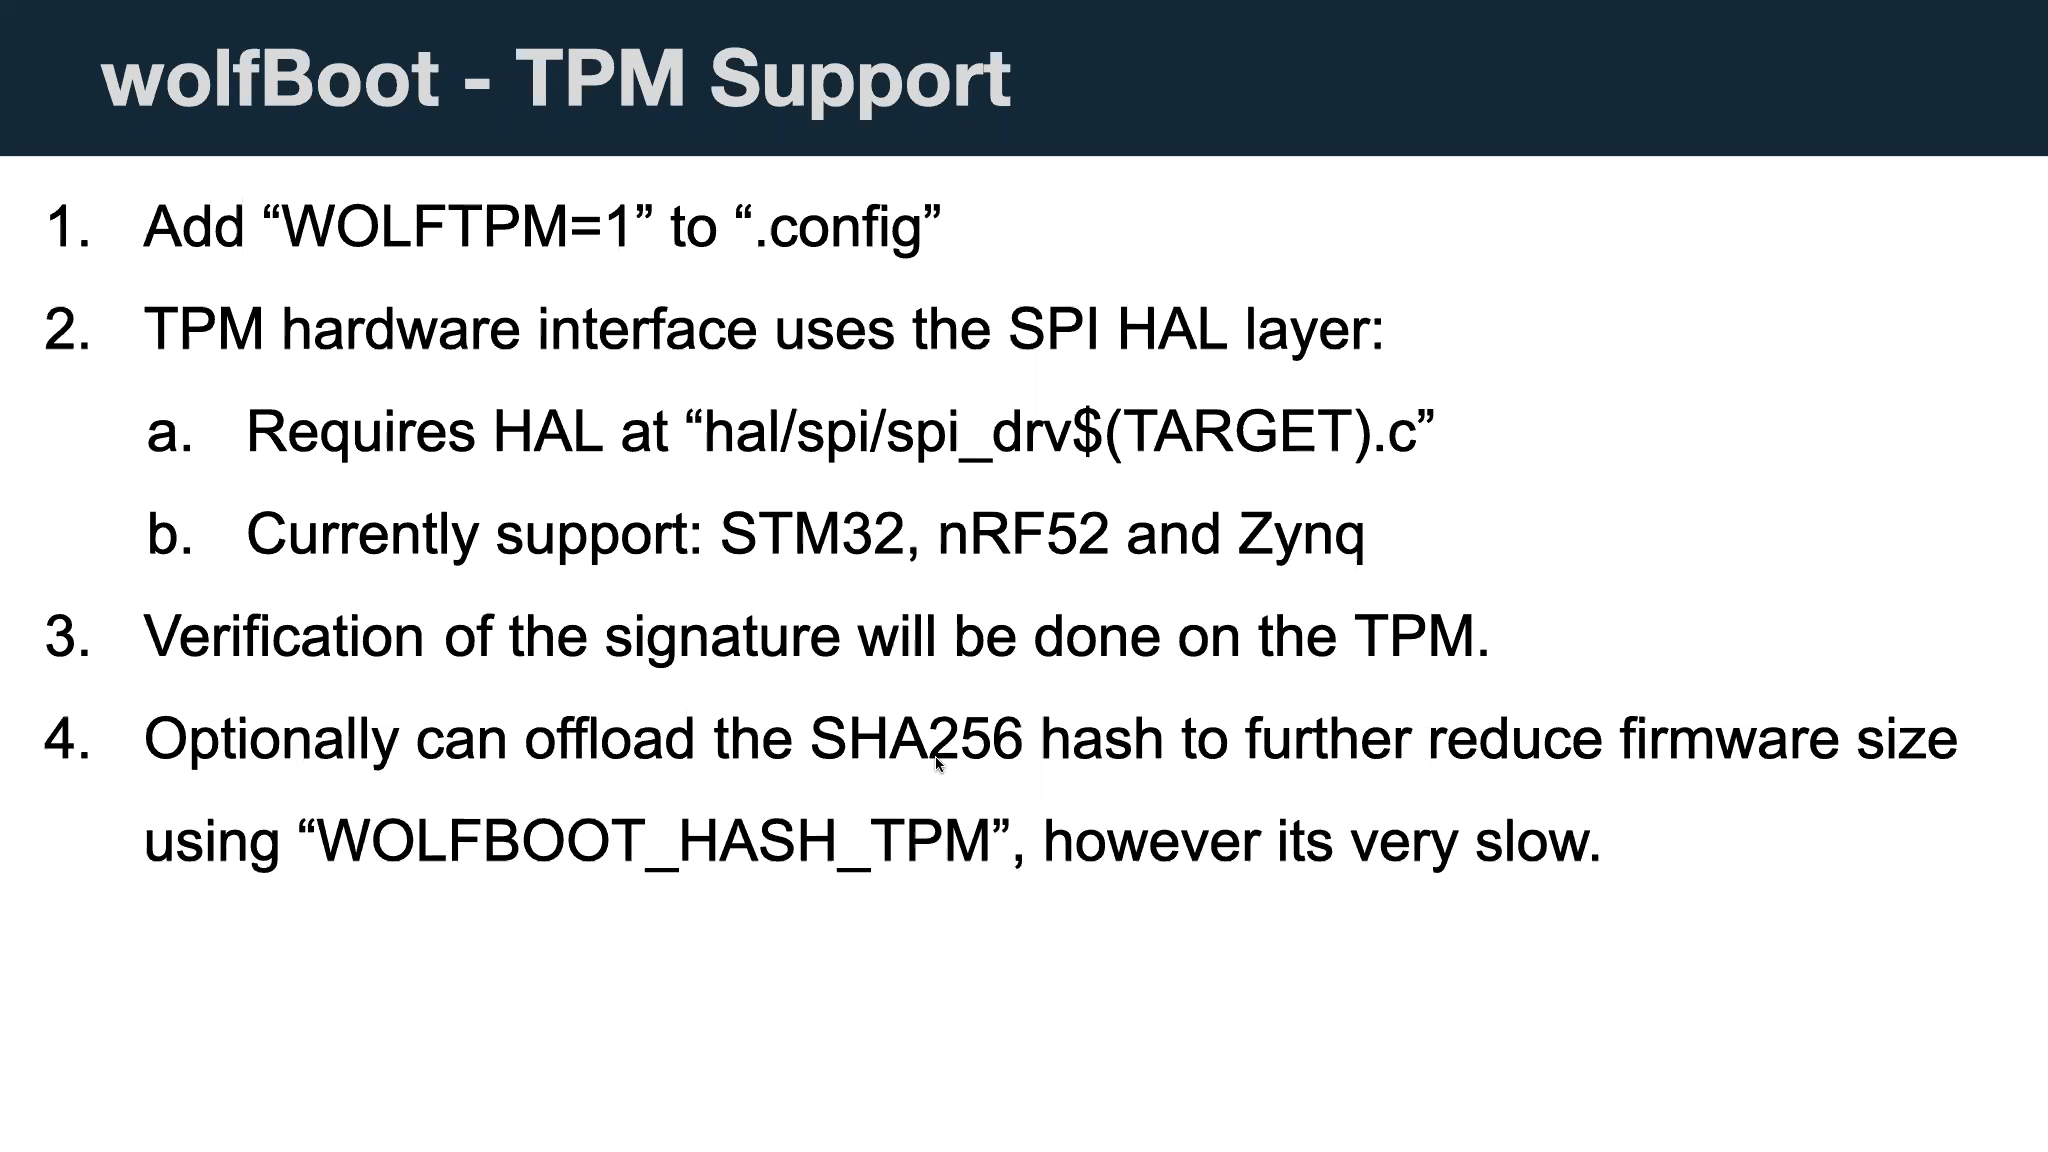 wolfBoot - TPM Support
1. Add “WOLFTPM=1” to “.config”
2. TPM hardware interface uses the SPI HAL layer:
a. Requires HAL at “hal/spi/spi_drv$(TARGET).c”
b. Currently support: STM32, nRF52 and Zynq
3. Verification of the signature will be done on the TPM.
4. Optionally can offload the SHA256 hash to further reduce firmware size
using “WOLFBOOT_HASH_TPM”, however its very slow.